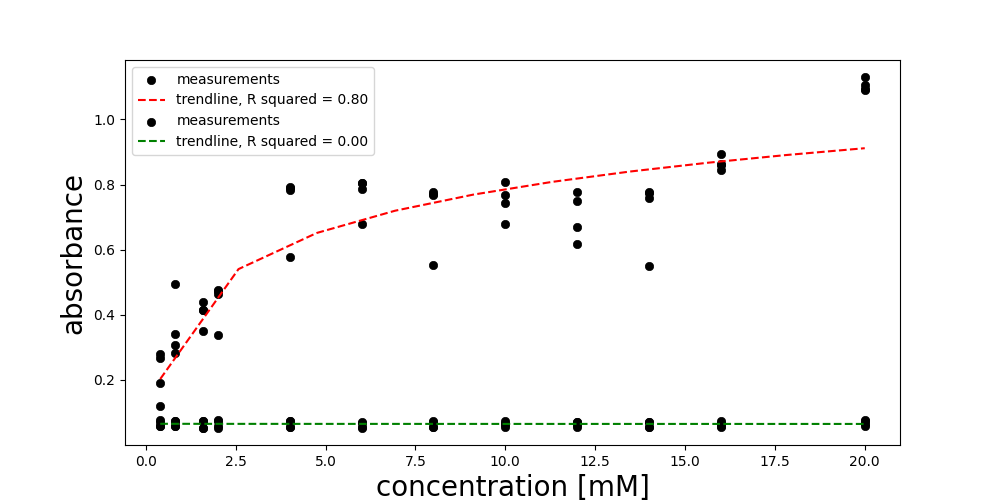 measurements
trendline, R squared = 0.80
measurements
trendline, R squared = 0.00
absorbance
1.0
0.8
0.6
0.4
0.2
0.0 2.5 5.0 7.5 10.0 12.5 15.0 17.5 20.0
concentration [mM]